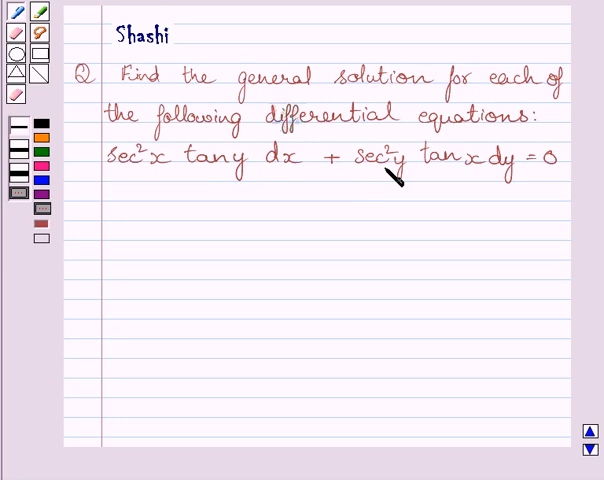 Shashi
Q Find the general solution for each of
the following differential equations:
sec²x tany dx + sec²y tanx dy = 0